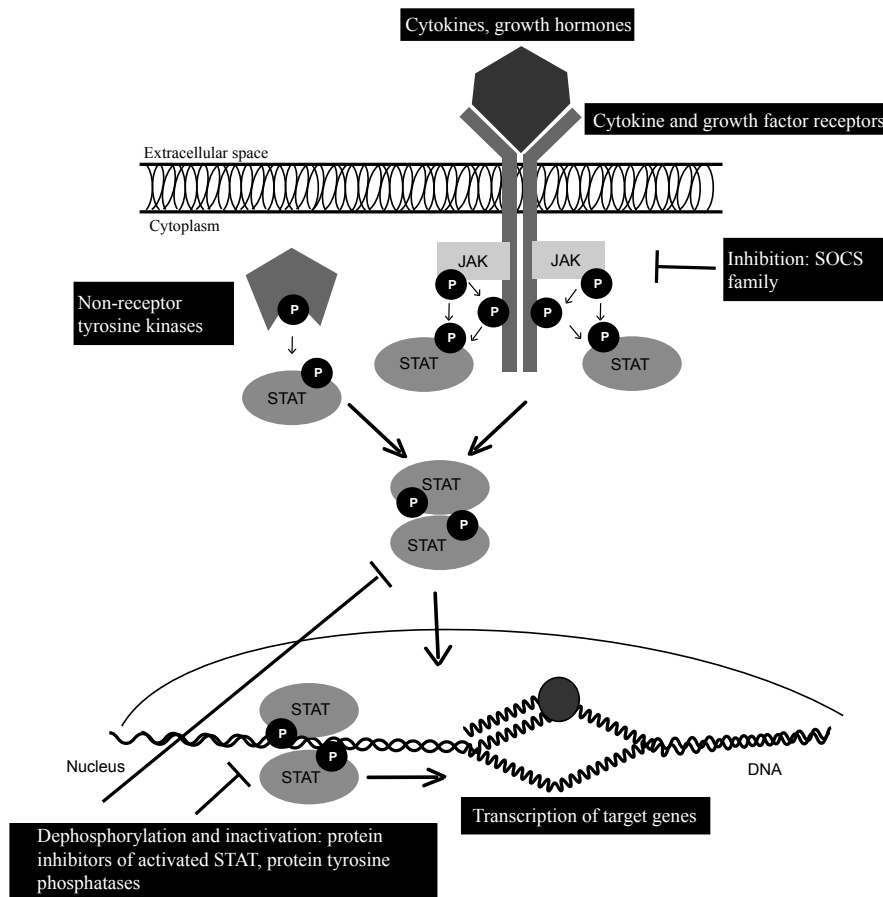 Cytokines, growth hormones
Cytokine and growth factor receptors
Extracellular space
Cytoplasm
JAK
JAK
Inhibition: SOCS
family
P
P
P
P
P
Non-receptor
tyrosine kinases
P
P
STAT
STAT
P
STAT
STAT
P
P
STAT
STAT
P
P
STAT
Nucleus
DNA
Transcription of target genes
Dephosphorylation and inactivation: protein
inhibitors of activated STAT, protein tyrosine
phosphatases